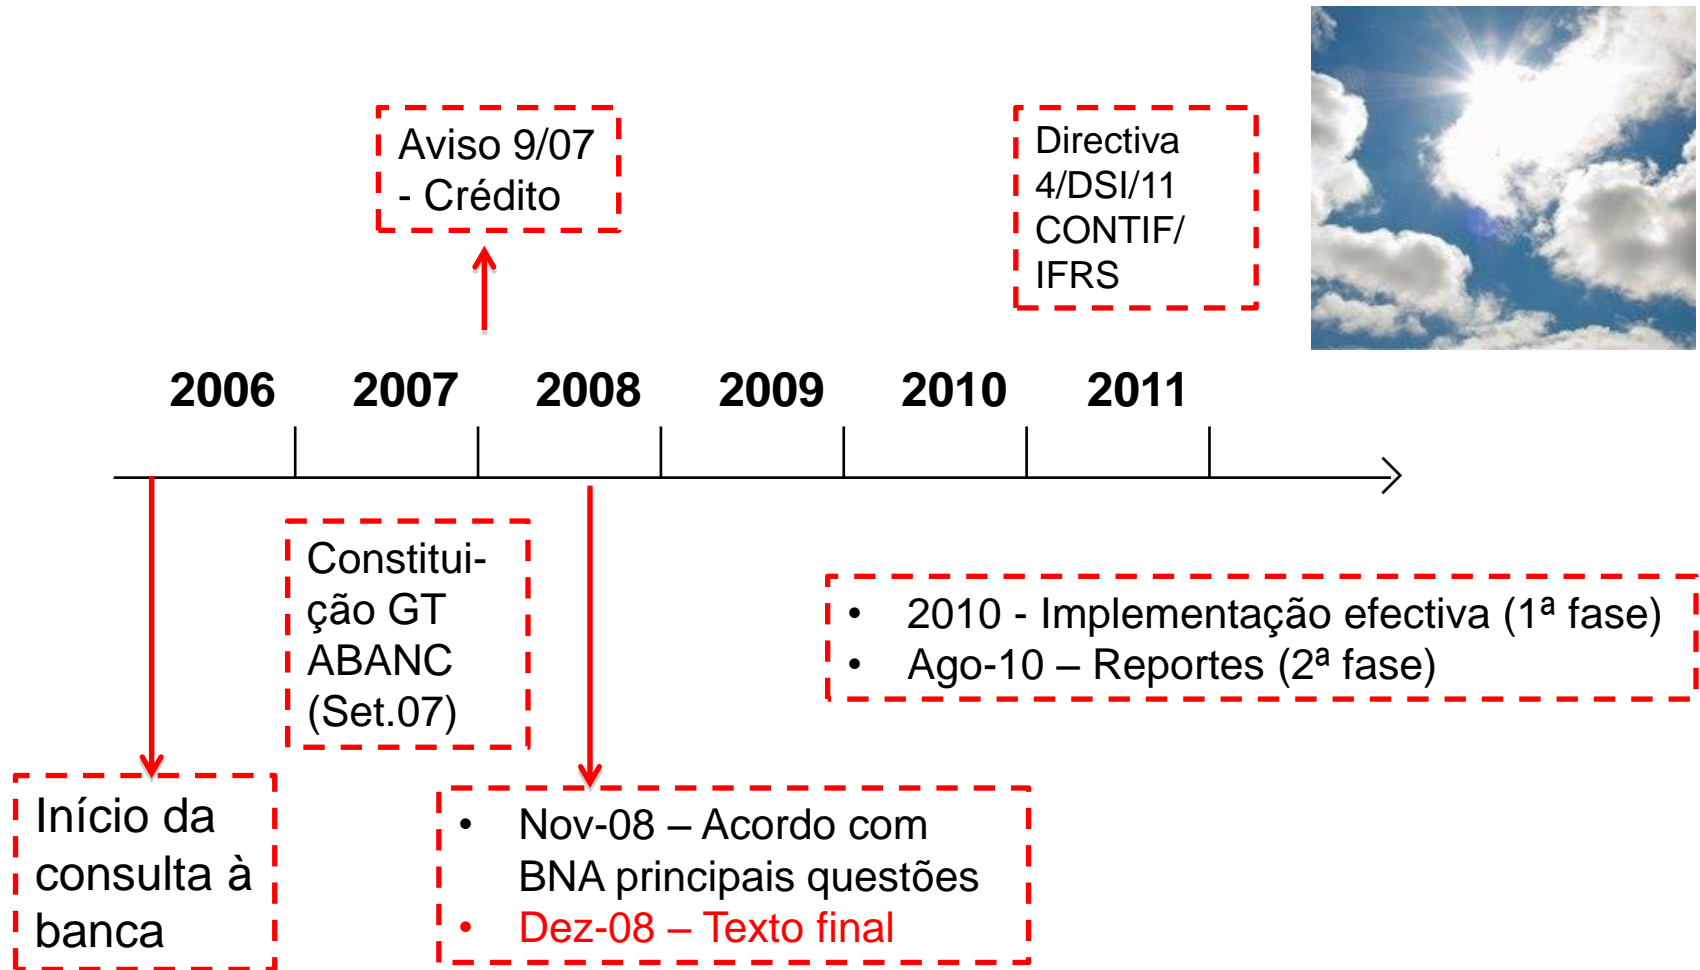 Aviso 9/07
- Crédito
Directiva
4/DSI/11
CONTIF/
IFRS
2006 2007 2008 2009 2010 2011
Constitui-
ção GT
ABANC
(Set.07)
• 2010 - Implementação efectiva (1ª fase)
• Ago-10 – Reportes (2ª fase)
Início da
consulta à
banca
• Nov-08 – Acordo com
BNA principais questões
• Dez-08 – Texto final